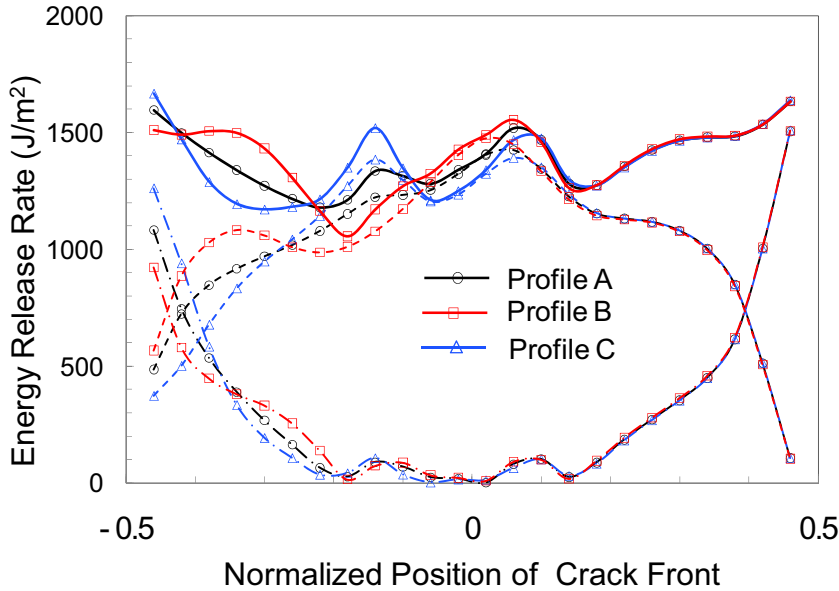 2000
1500
1000
500
0
Energy Release Rate (J/m²)
Profile A
Profile B
Profile C
- 0.5
0
0.5
Normalized Position of Crack Front